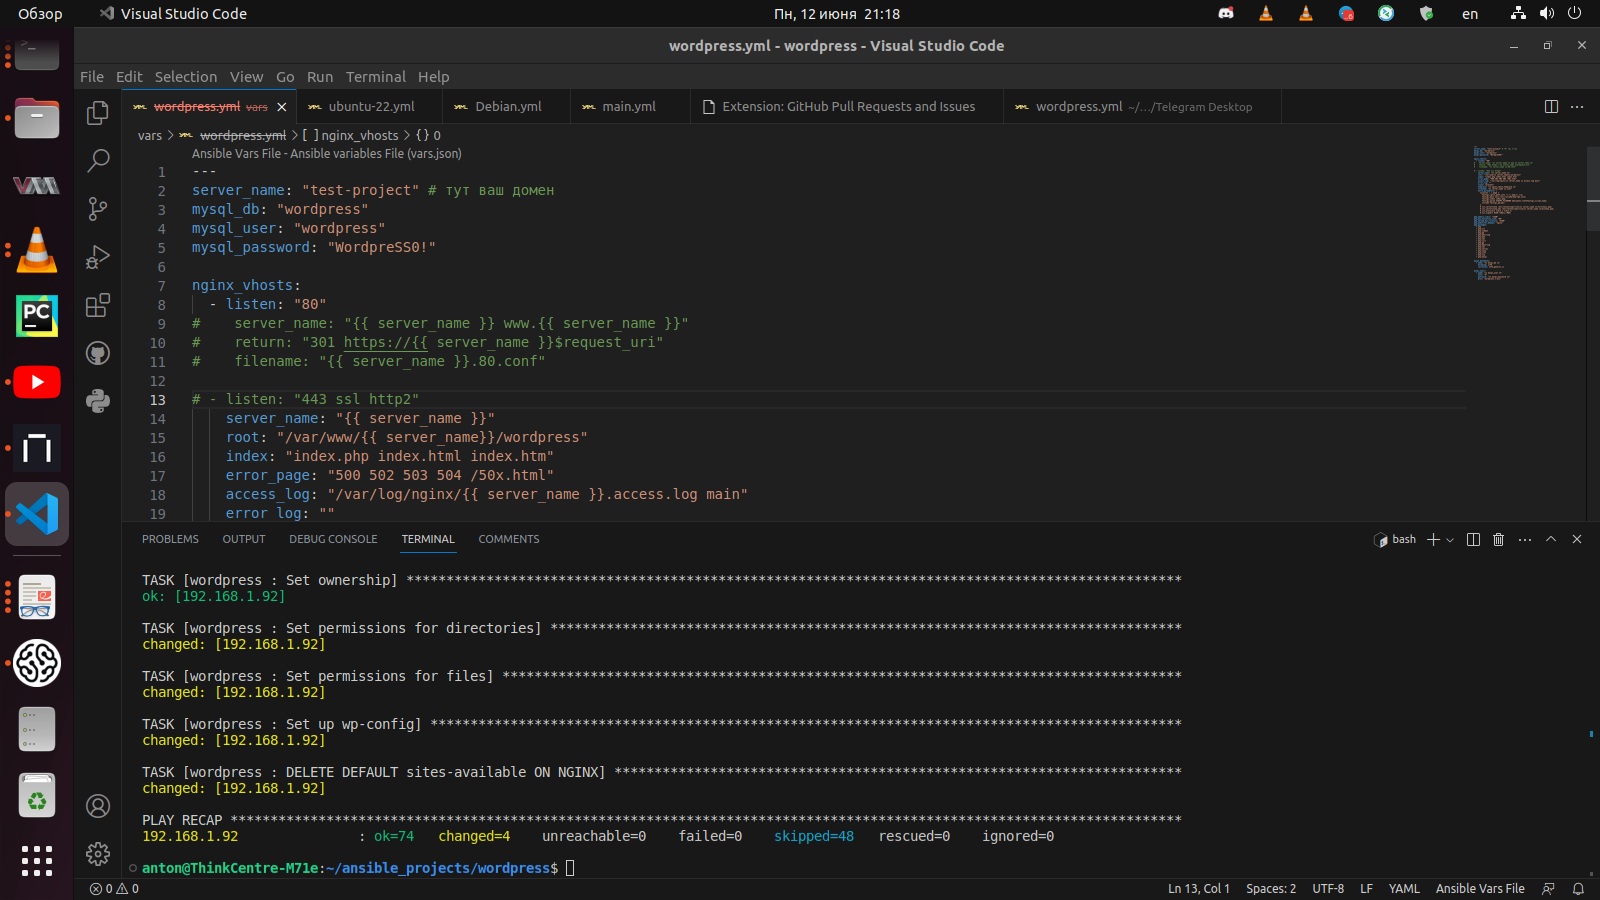 Обзор
Visual Studio Code
Пн, 12 июня 21:18
en
wordpress.yml - wordpress - Visual Studio Code
File Edit Selection View Go Run Terminal Help
wordpress.yml vars
ubuntu-22.yml
Debian.yml
main.yml
Extension: GitHub Pull Requests and Issues
wordpress.yml ~/.../Telegram Desktop
vars > wordpress.yml > [ ] nginx_vhosts > {} 0
Ansible Vars File - Ansible variables File (vars.json)
1 ---
2 server_name: "test-project" # тут ваш домен
3 mysql_db: "wordpress"
4 mysql_user: "wordpress"
5 mysql_password: "WordpreSS0!"
6
7 nginx_vhosts:
8   - listen: "80"
9 #    server_name: "{{ server_name }} www.{{ server_name }}"
10 #    return: "301 https://{{ server_name }}$request_uri"
11 #    filename: "{{ server_name }}.80.conf"
12
13 # - listen: "443 ssl http2"
14     server_name: "{{ server_name }}"
15     root: "/var/www/{{ server_name}}/wordpress"
16     index: "index.php index.html index.htm"
17     error_page: "500 502 503 504 /50x.html"
18     access_log: "/var/log/nginx/{{ server_name }}.access.log main"
19     error_log: ""
PROBLEMS OUTPUT DEBUG CONSOLE TERMINAL COMMENTS
bash
TASK [wordpress : Set ownership] *************************************************************************************************
ok: [192.168.1.92]
TASK [wordpress : Set permissions for directories] *******************************************************************************
changed: [192.168.1.92]
TASK [wordpress : Set permissions for files] *************************************************************************************
changed: [192.168.1.92]
TASK [wordpress : Set up wp-config] **********************************************************************************************
changed: [192.168.1.92]
TASK [wordpress : DELETE DEFAULT sites-available ON NGINX] ***********************************************************************
changed: [192.168.1.92]
PLAY RECAP ***********************************************************************************************************************
192.168.1.92               : ok=74   changed=4    unreachable=0    failed=0    skipped=48   rescued=0    ignored=0
anton@ThinkCentre-M71e:~/ansible_projects/wordpress$
0 0
Ln 13, Col 1 Spaces: 2 UTF-8 LF YAML Ansible Vars File
PC